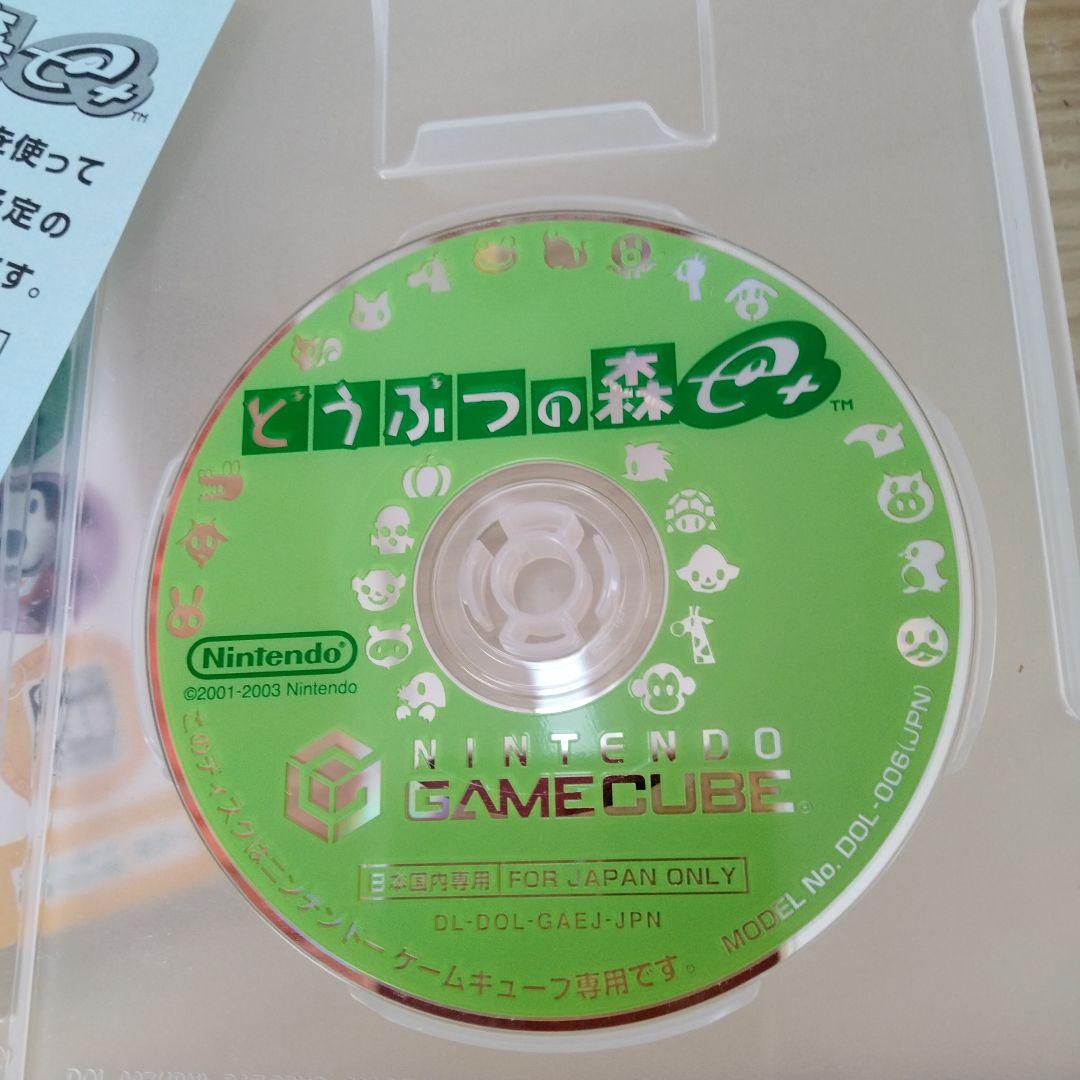 森e+™
を使って
定の
す。
どうぶつの森e+™
Nintendo®
©2001-2003 Nintendo
NINTENDO
GAMECUBE
日本国内専用 FOR JAPAN ONLY
DL-DOL-GAEJ-JPN
このディスクはニンテンドー ゲームキューブ専用です。
MODEL No. DOL-006(JPN)